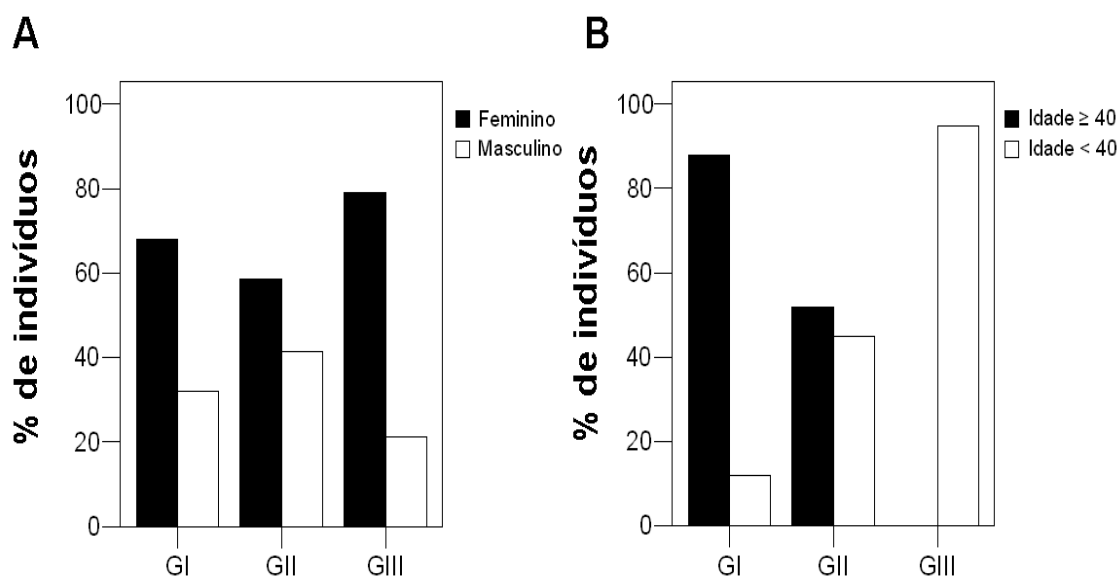 A
% de indivíduos
100
80
60
40
20
0
GI
GII
GIII
Feminino
Masculino
B
% de indivíduos
100
80
60
40
20
0
GI
GII
GIII
Idade ≥ 40
Idade < 40